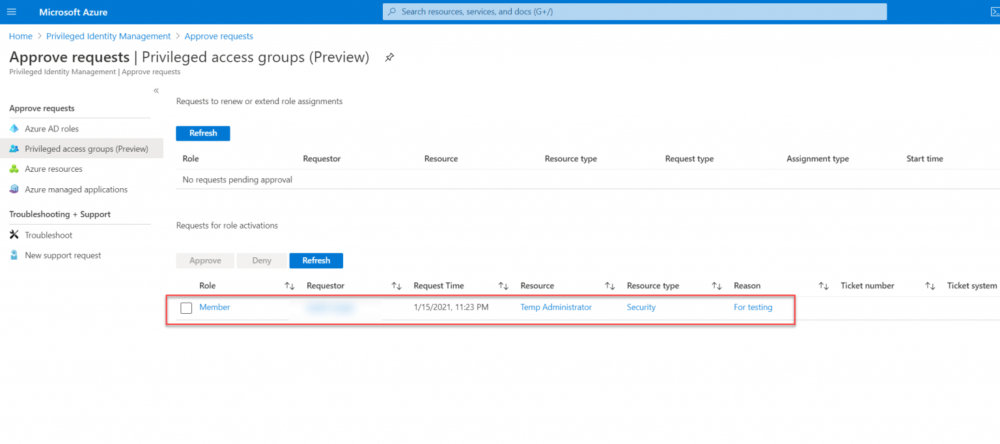 Microsoft Azure
Search resources, services, and docs (G+/)
Home > Privileged Identity Management > Approve requests
Approve requests | Privileged access groups (Preview)
Privileged Identity Management | Approve requests
«
Approve requests
Azure AD roles
Privileged access groups (Preview)
Azure resources
Azure managed applications
Troubleshooting + Support
Troubleshoot
New support request
Requests to renew or extend role assignments
Refresh
Role Requestor Resource Resource type Request type Assignment type Start time
No requests pending approval
Requests for role activations
Approve Deny Refresh
Role ↑↓ Requestor ↑↓ Request Time ↑↓ Resource ↑↓ Resource type ↑↓ Reason ↑↓ Ticket number ↑↓ Ticket system
Member 1/15/2021, 11:23 PM Temp Administrator Security For testing